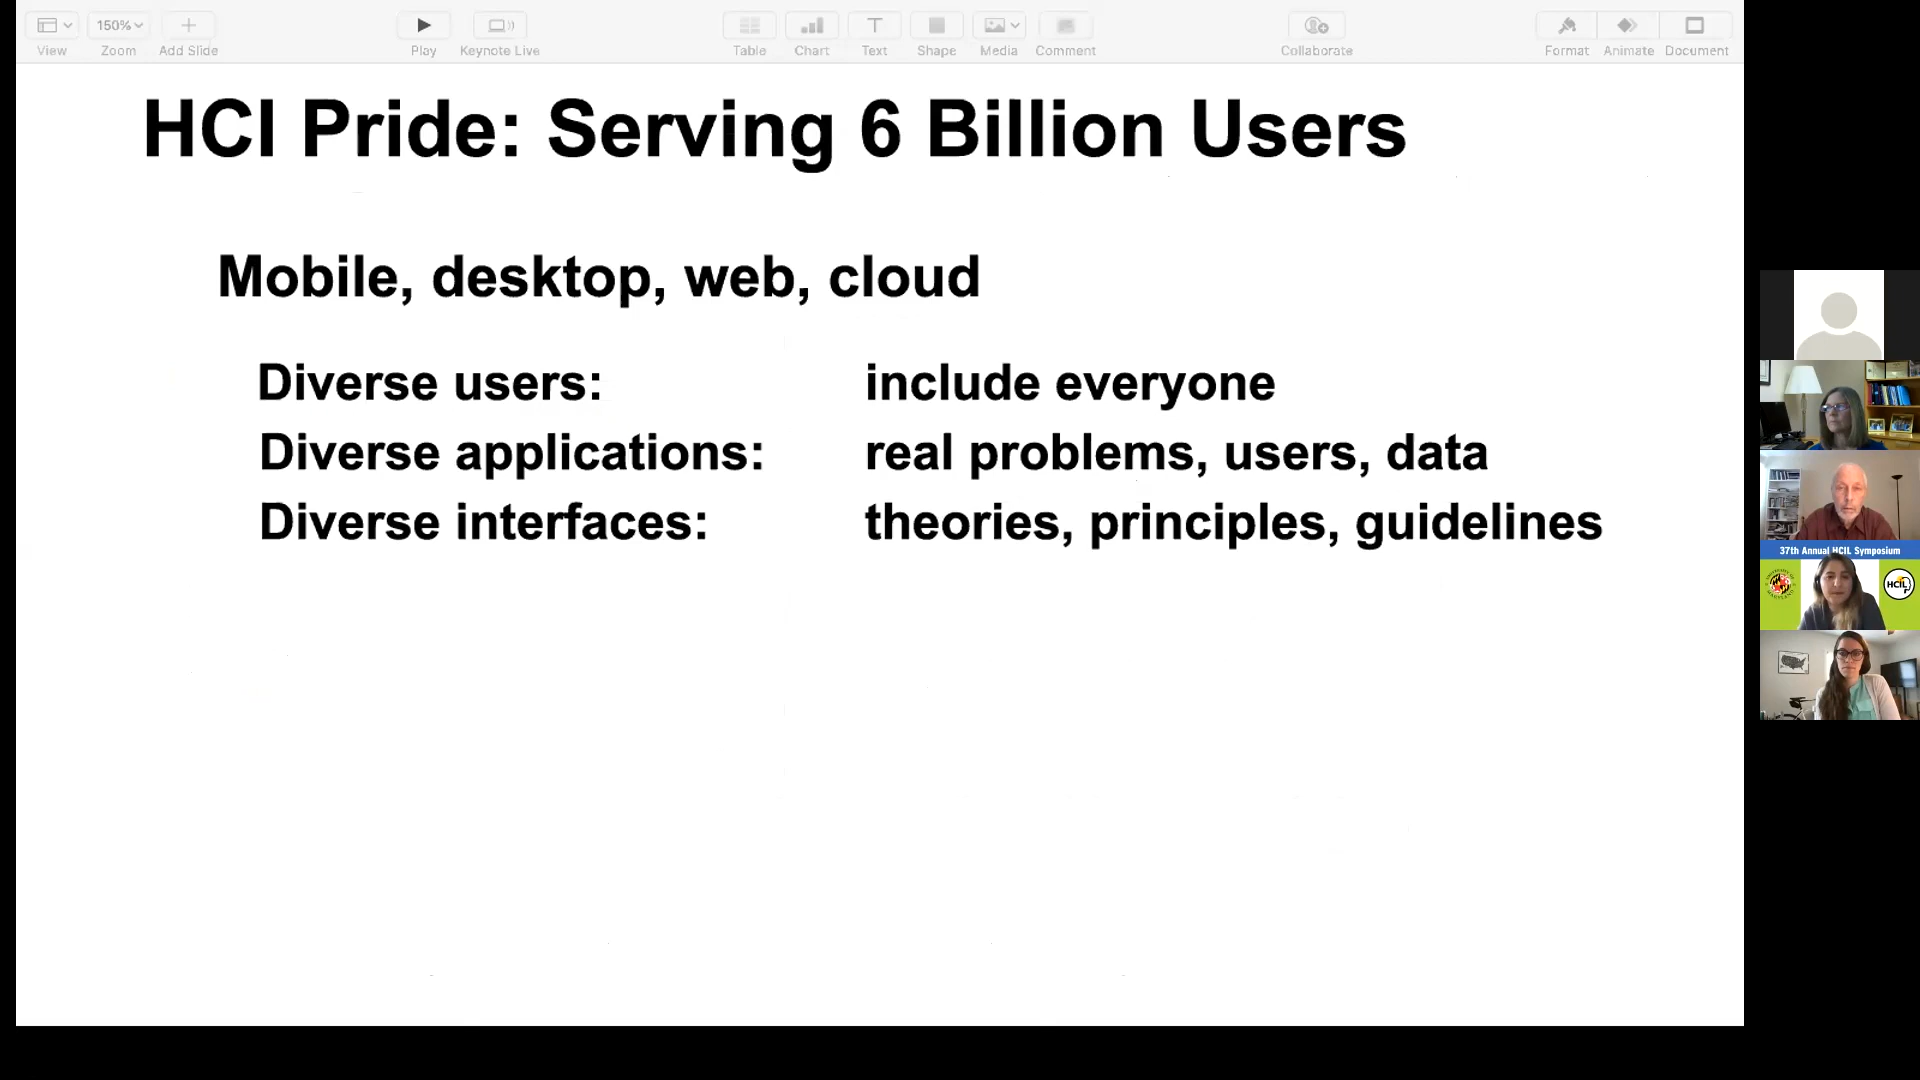 150%
View
Zoom
Add Slide
Play
Keynote Live
Table
Chart
Text
Shape
Media
Comment
Collaborate
Format
Animate
Document
HCI Pride: Serving 6 Billion Users
Mobile, desktop, web, cloud
Diverse users: include everyone
Diverse applications: real problems, users, data
Diverse interfaces: theories, principles, guidelines
37th Annual HCIL Symposium
HCIL